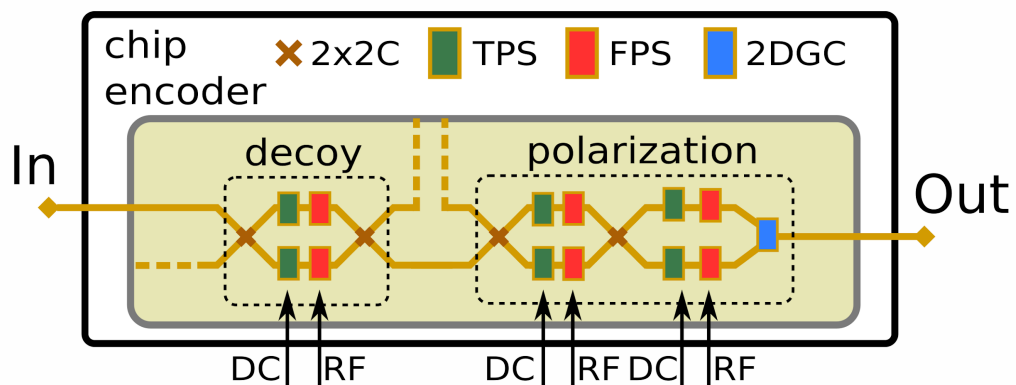 chip
encoder
2x2C TPS FPS 2DGC
In
decoy
polarization
Out
DC RF DC RF DC RF